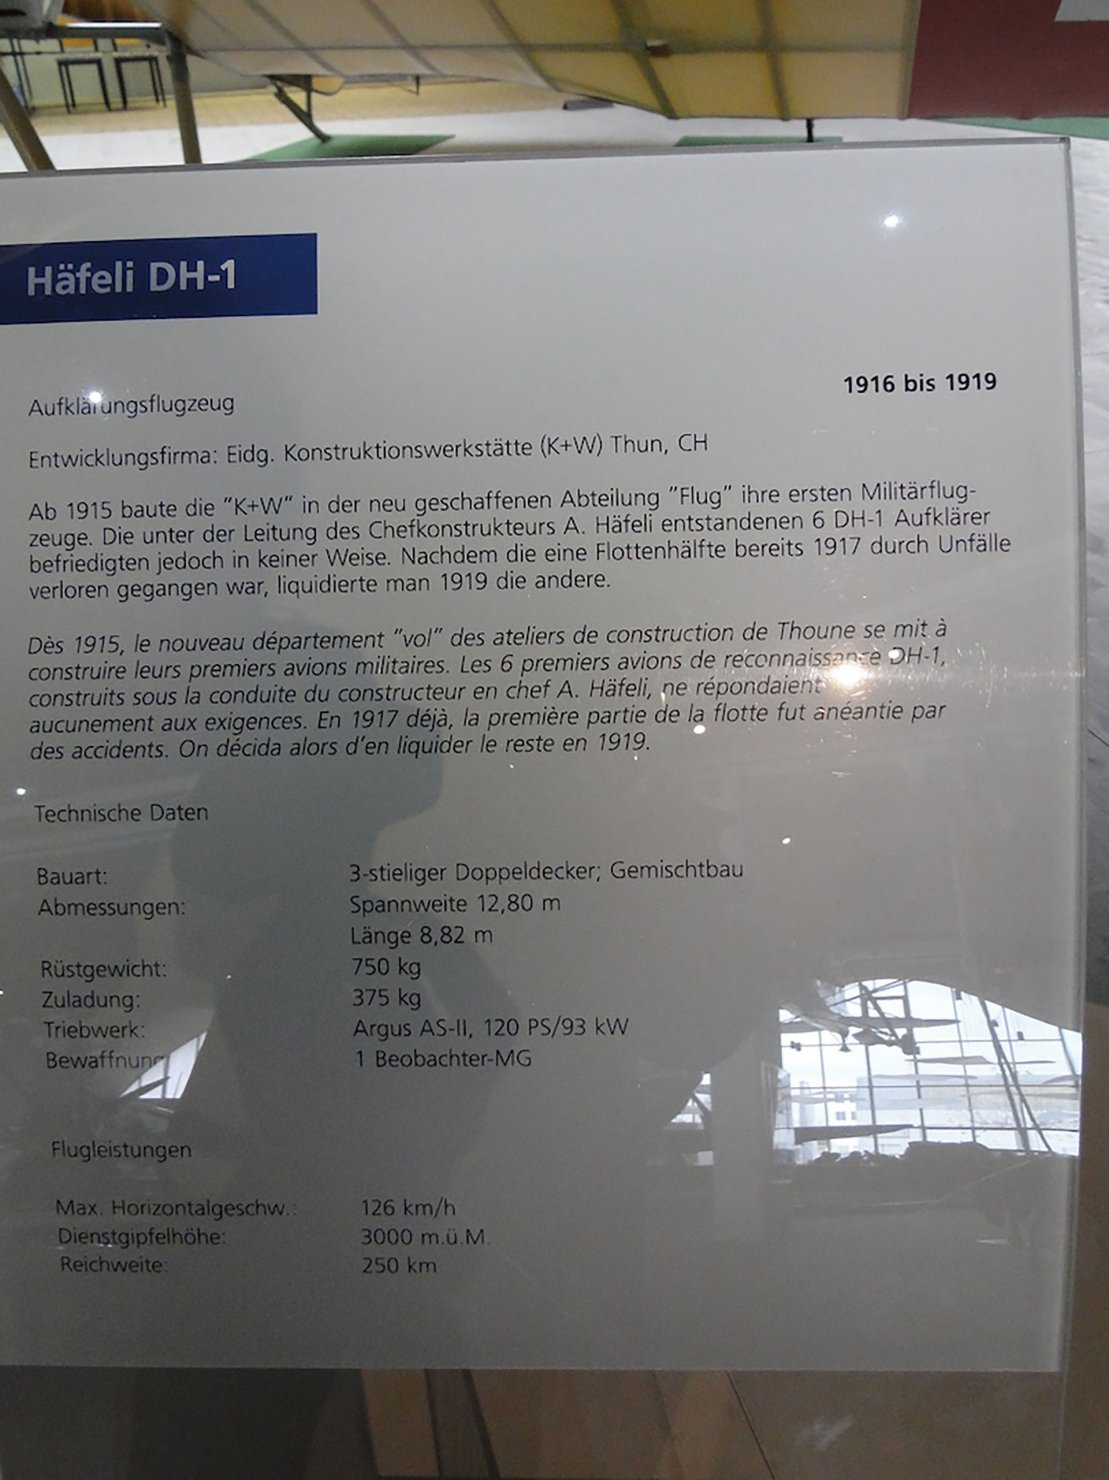 Häfeli DH-1
1916 bis 1919
Aufklärungsflugzeug
Entwicklungsfirma: Eidg. Konstruktionswerkstätte (K+W) Thun, CH
Ab 1915 baute die "K+W" in der neu geschaffenen Abteilung "Flug" ihre ersten Militärflug-
zeuge. Die unter der Leitung des Chefkonstrukteurs A. Häfeli entstandenen 6 DH-1 Aufklärer
befriedigten jedoch in keiner Weise. Nachdem die eine Flottenhälfte bereits 1917 durch Unfälle
verloren gegangen war, liquidierte man 1919 die andere.
Dès 1915, le nouveau département "vol" des ateliers de construction de Thoune se mit à
construire leurs premiers avions militaires. Les 6 premiers avions de reconnaissance DH-1,
construits sous la conduite du constructeur en chef A. Häfeli, ne répondaient
aucunement aux exigences. En 1917 déjà, la première partie de la flotte fut anéantie par
des accidents. On décida alors d'en liquider le reste en 1919.
Technische Daten
Bauart: 3-stieliger Doppeldecker; Gemischtbau
Abmessungen: Spannweite 12,80 m
Länge 8,82 m
Rüstgewicht: 750 kg
Zuladung: 375 kg
Triebwerk: Argus AS-II, 120 PS/93 kW
Bewaffnung 1 Beobachter-MG
Flugleistungen
Max. Horizontalgeschw.: 126 km/h
Dienstgipfelhöhe: 3000 m.ü.M.
Reichweite: 250 km